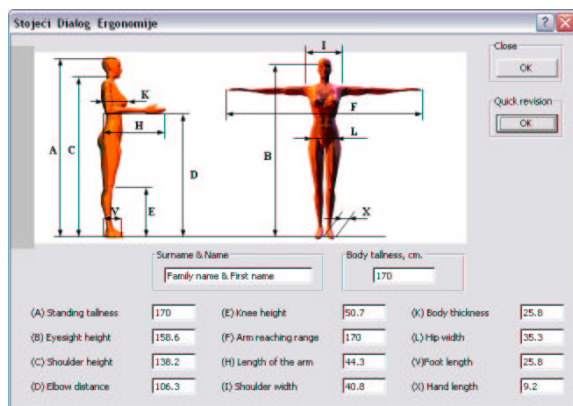 Stojeći Dialog Ergonomije
Close
OK
Quick revision
OK
I
K
F
H
L
A
C
B
D
E
V
X
Surname & Name
Family name & First name
Body tallness, cm.
170
(A) Standing tallness 170 (E) Knee height 50.7 (K) Body thickness 25.8
(B) Eyesight height 158.6 (F) Arm reaching range 170 (L) Hip width 35.3
(C) Shoulder height 138.2 (H) Length of the arm 44.3 (V)Foot length 25.8
(D) Elbow distance 106.3 (I) Shoulder width 40.8 (X) Hand length 9.2